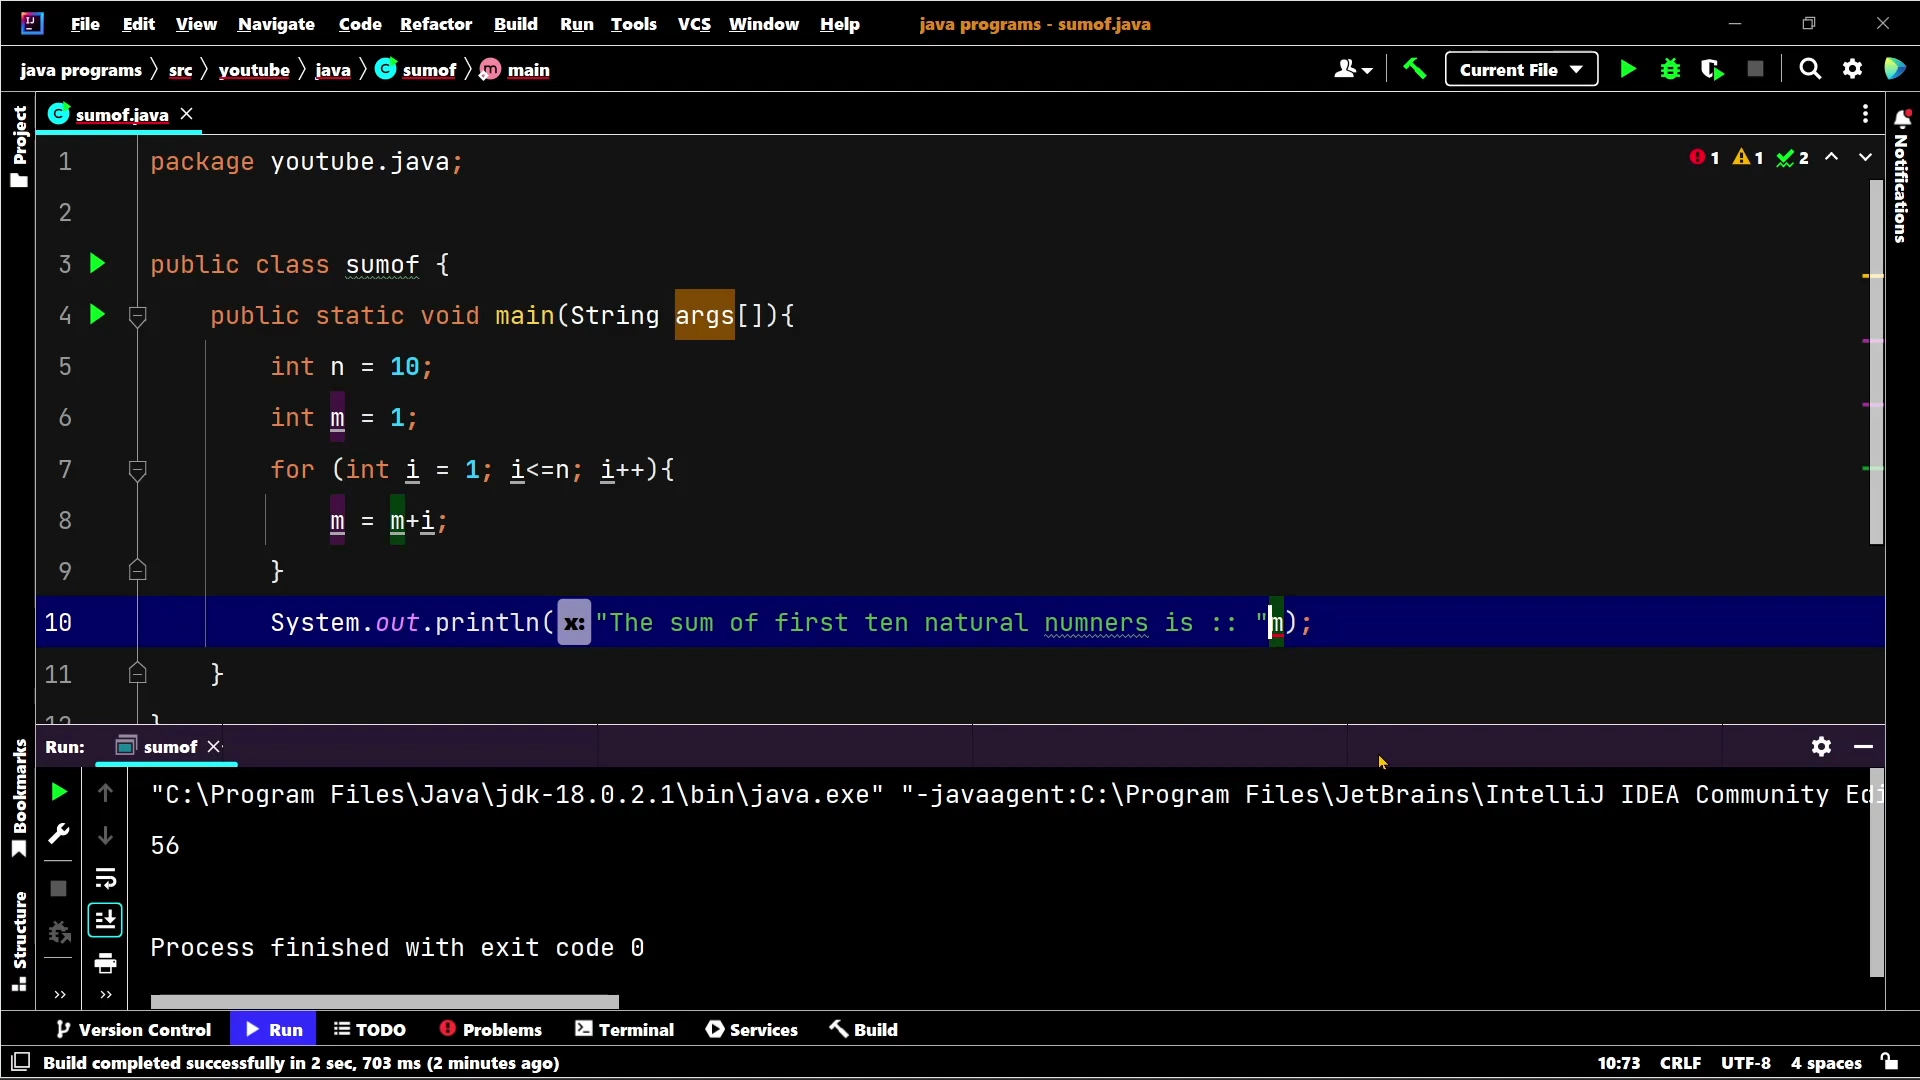 File Edit View Navigate Code Refactor Build Run Tools VCS Window Help java programs - sumof.java
java programs src youtube java sumof main Current File
Project
sumof.java
1 package youtube.java; 1 1 2
2
3 public class sumof {
4 public static void main(String args[]){
5 int n = 10;
6 int m = 1;
7 for (int i = 1; i<=n; i++){
8 m = m+i;
9 }
10 System.out.println(x: "The sum of first ten natural numners is :: "m);
11 }
12 }
Notifications
Bookmarks
Structure
Run: sumof
"C:\Program Files\Java\jdk-18.0.2.1\bin\java.exe" "-javaagent:C:\Program Files\JetBrains\IntelliJ IDEA Community Edi
56
Process finished with exit code 0
Version Control Run TODO Problems Terminal Services Build
Build completed successfully in 2 sec, 703 ms (2 minutes ago) 10:73 CRLF UTF-8 4 spaces